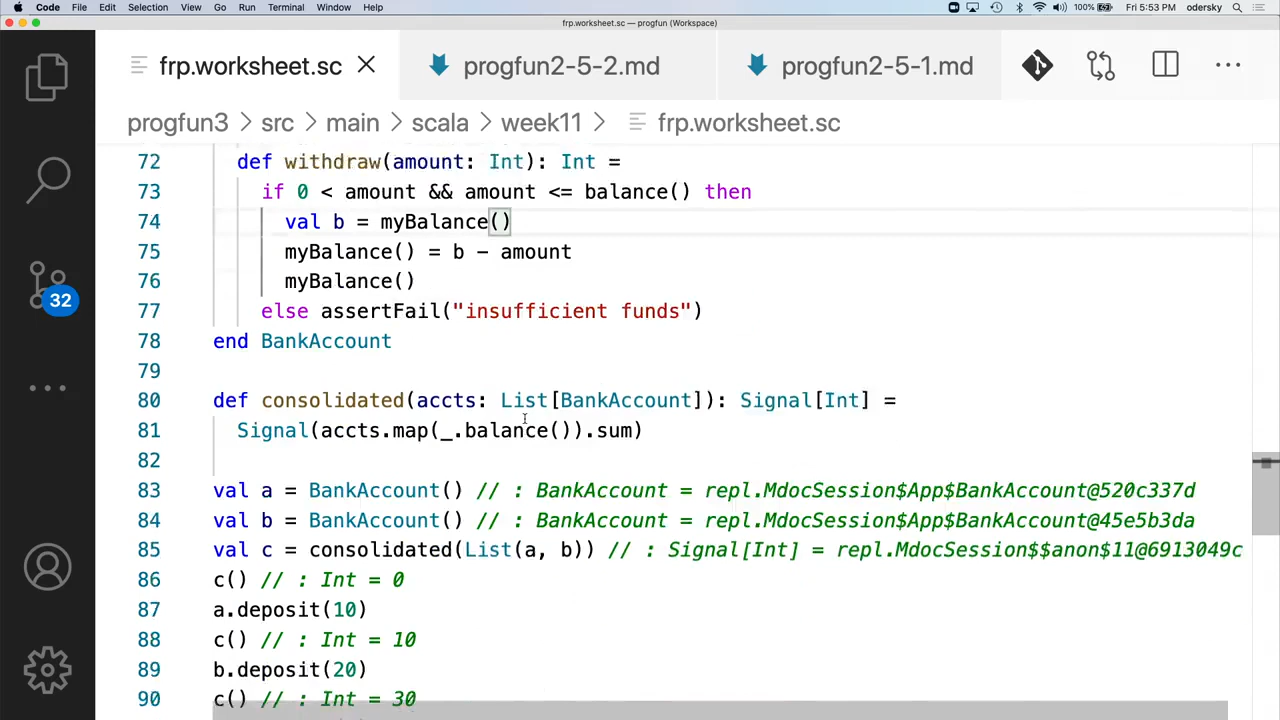 Code File Edit Selection View Go Run Terminal Window Help 100% Fri 5:53 PM odersky
frp.worksheet.sc — progfun (Workspace)
frp.worksheet.sc progfun2-5-2.md progfun2-5-1.md
progfun3 > src > main > scala > week11 > frp.worksheet.sc
72 def withdraw(amount: Int): Int =
73 if 0 < amount && amount <= balance() then
74 val b = myBalance()
75 myBalance() = b - amount
76 myBalance()
77 else assertFail("insufficient funds")
78 end BankAccount
79
80 def consolidated(accts: List[BankAccount]): Signal[Int] =
81 Signal(accts.map(_.balance()).sum)
82
83 val a = BankAccount() // : BankAccount = repl.MdocSession$App$BankAccount@520c337d
84 val b = BankAccount() // : BankAccount = repl.MdocSession$App$BankAccount@45e5b3da
85 val c = consolidated(List(a, b)) // : Signal[Int] = repl.MdocSession$$anon$11@6913049c
86 c() // : Int = 0
87 a.deposit(10)
88 c() // : Int = 10
89 b.deposit(20)
90 c() // : Int = 30
32